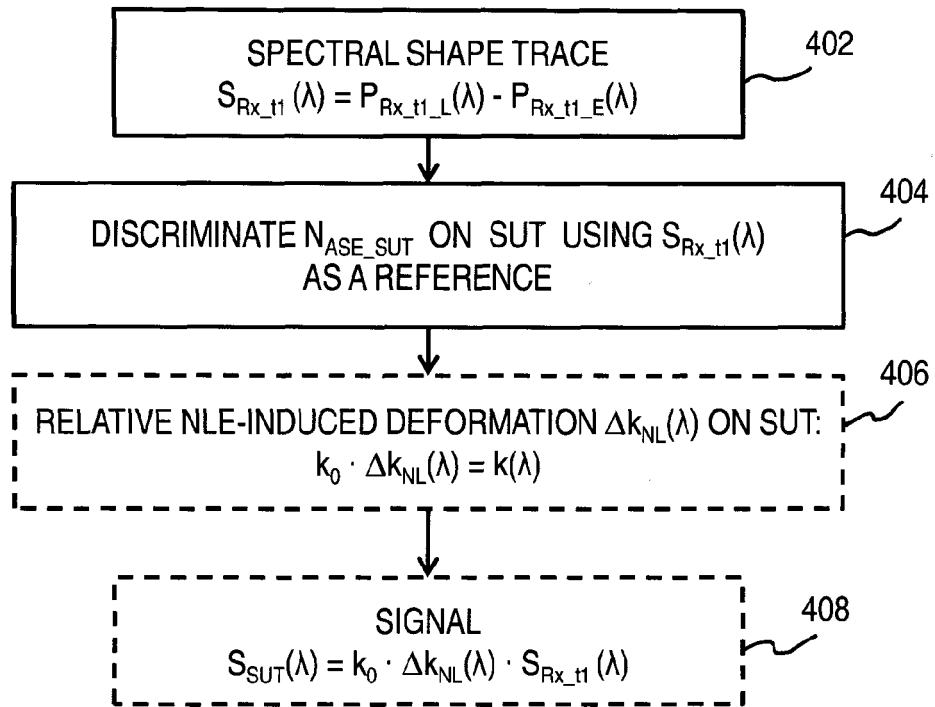 SPECTRAL SHAPE TRACE
S_Rx_t1(λ) = P_Rx_t1_L(λ) - P_Rx_t1_E(λ)
402
DISCRIMINATE N_ASE_SUT ON SUT USING S_Rx_t1(λ)
AS A REFERENCE
404
RELATIVE NLE-INDUCED DEFORMATION Δk_NL(λ) ON SUT:
k_0 · Δk_NL(λ) = k(λ)
406
SIGNAL
S_SUT(λ) = k_0 · Δk_NL(λ) · S_Rx_t1(λ)
408